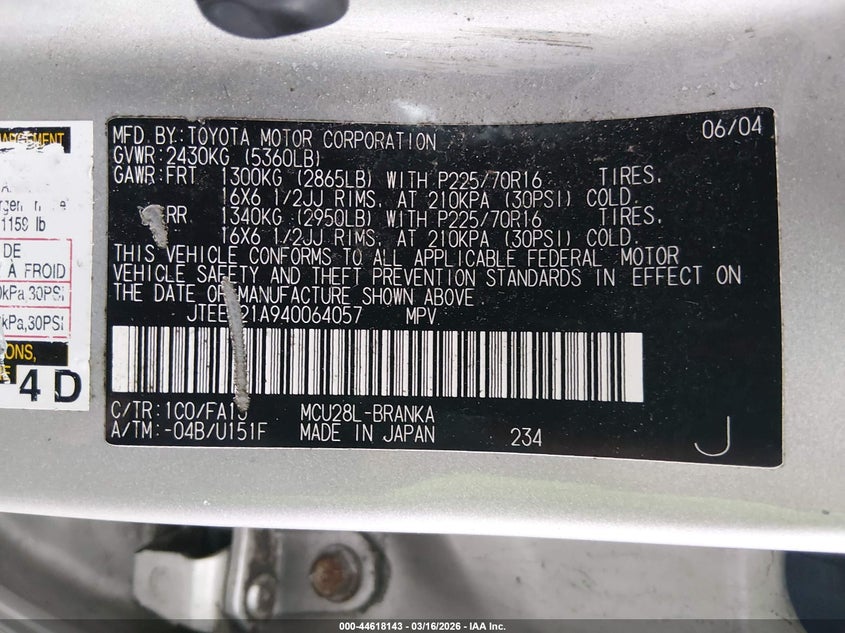 MFD.BY:TOYOTA MOTOR CORPORATION 06/04
GVWR:2430KG (5360LB)
GAWR:FRT 1300KG (2865LB) WITH P225/70R16 TIRES,
16X6 1/2JJ RIMS, AT 210KPA (30PSI) COLD.
RR 1340KG (2950LB) WITH P225/70R16 TIRES,
16X6 1/2JJ RIMS, AT 210KPA (30PSI) COLD.
THIS VEHICLE CONFORMS TO ALL APPLICABLE FEDERAL MOTOR
VEHICLE SAFETY AND THEFT PREVENTION STANDARDS IN EFFECT ON
THE DATE OF MANUFACTURE SHOWN ABOVE.
21A940064057 MPV
C/TR:1C0/ MCU28L-BRANKA
A/TM:-04B/U151F MADE IN JAPAN 234 J
1159 lb
DE
À FROID
kPa,30PSI
kPa,30PSI
4 D
000-44618143 - 03/16/2026 - IAA Inc.